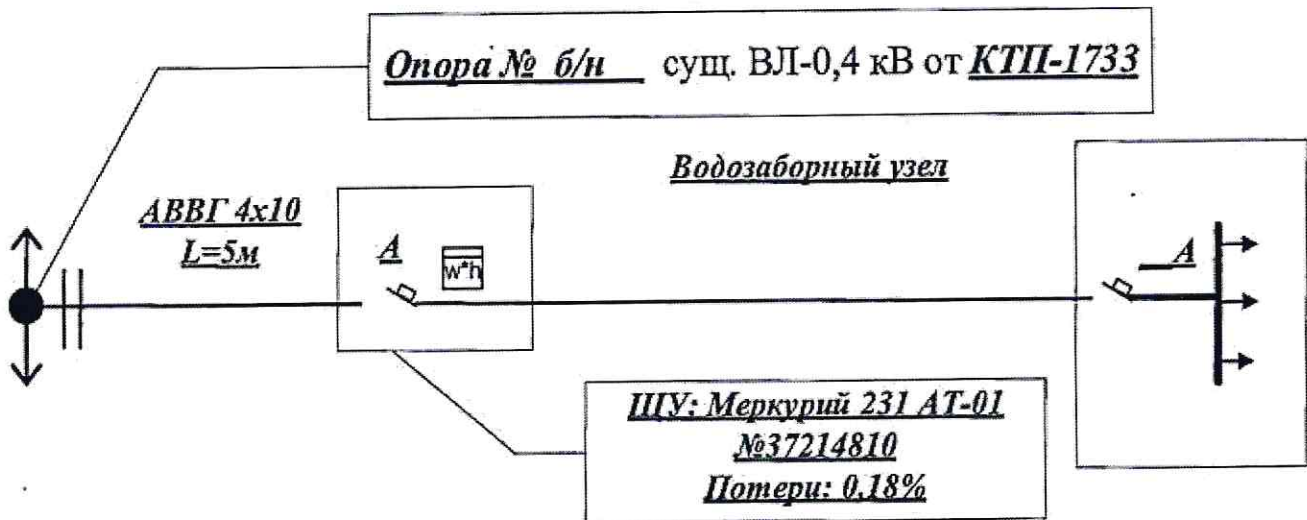 Опора № б/н сущ. ВЛ-0,4 кВ от КТП-1733
Водозаборный узел
АВВГ 4х10
L=5м
А
w*h
А
ЩУ: Меркурий 231 АТ-01
№37214810
Потери: 0,18%